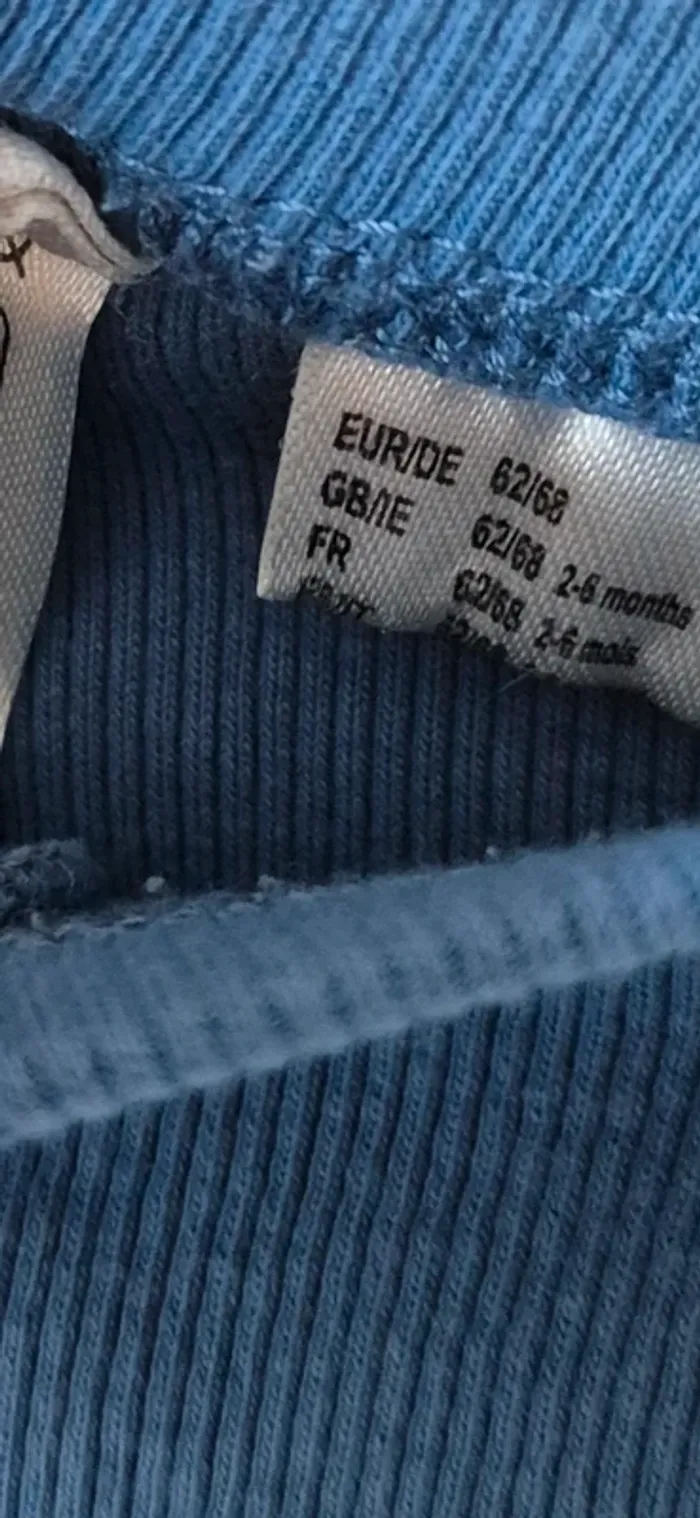 EUR/DE 62/68
GB/IE 62/68 2-6 months
FR 62/68 2-6 mois